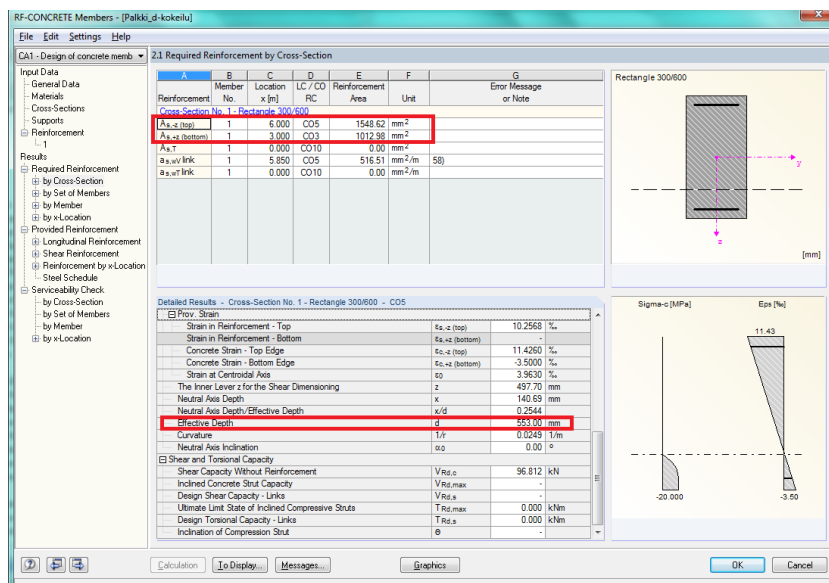 RF-CONCRETE Members - [Palkki_d-kokeilu]
File Edit Settings Help
CA1 - Design of concrete memb
2.1 Required Reinforcement by Cross-Section
Input Data
General Data
Materials
Cross-Sections
Supports
Reinforcement
1
Results
Required Reinforcement
by Cross-Section
by Set of Members
by Member
by x-Location
Provided Reinforcement
Longitudinal Reinforcement
Shear Reinforcement
Reinforcement by x-Location
Steel Schedule
Serviceability Check
by Cross-Section
by Set of Members
by Member
by x-Location
A B C D E F G
Member Location LC / CO Reinforcement Error Message
Reinforcement No. x [m] RC Area Unit or Note
Cross-Section No. 1 - Rectangle 300/600
As,-z (top) 1 6.000 CO5 1548.62 mm2
As,+z (bottom) 1 3.000 CO3 1012.98 mm2
As,T 1 0.000 CO10 0.00 mm2
as,wV link 1 5.850 CO5 516.51 mm2/m 58)
as,wT link 1 0.000 CO10 0.00 mm2/m
Rectangle 300/600
y
z
[mm]
Detailed Results - Cross-Section No. 1 - Rectangle 300/600 - CO5
Prov. Strain
Strain in Reinforcement - Top εs,-z (top) 10.2568 ‰
Strain in Reinforcement - Bottom εs,+z (bottom) -
Concrete Strain - Top Edge εc,-z (top) 11.4260 ‰
Concrete Strain - Bottom Edge εc,+z (bottom) -3.5000 ‰
Strain at Centroidal Axis ε0 3.9630 ‰
The Inner Lever z for the Shear Dimensioning z 497.70 mm
Neutral Axis Depth x 140.69 mm
Neutral Axis Depth/Effective Depth x/d 0.2544
Effective Depth d 553.00 mm
Curvature 1/r 0.0249 1/m
Neutral Axis Inclination α0 0.00 °
Shear and Torsional Capacity
Shear Capacity Without Reinforcement VRd,c 96.812 kN
Inclined Concrete Strut Capacity VRd,max -
Design Shear Capacity - Links VRd,s -
Ultimate Limit State of Inclined Compressive Struts TRd,max 0.000 kNm
Design Torsional Capacity - Links TRd,s 0.000 kNm
Inclination of Compression Strut Θ -
Sigma-c [MPa] Eps [‰]
11.43
-20.000 -3.50
Calculation To Display... Messages... Graphics OK Cancel